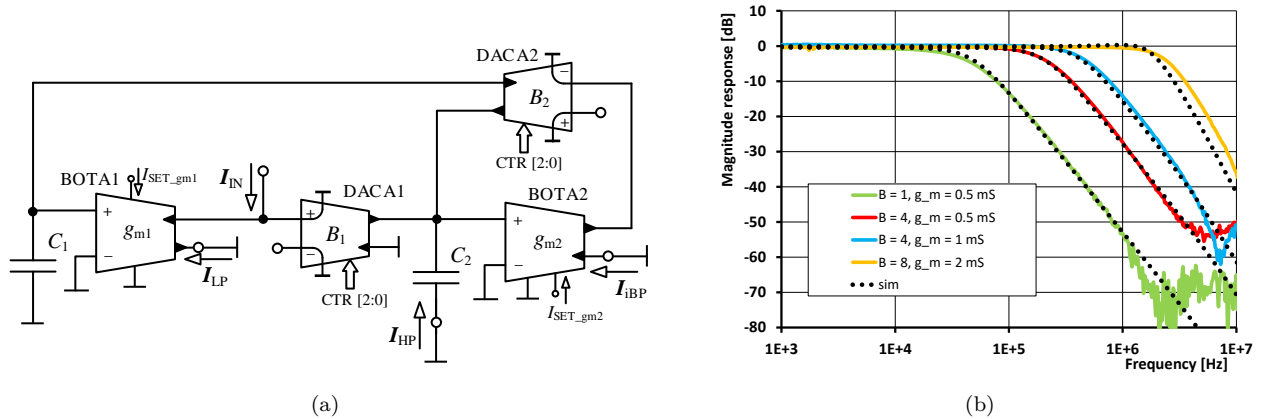 DACA2
B2
CTR [2:0]
BOTA1
ISET_gm1
IIN
DACA1
BOTA2
gm1
B1
gm2
C1
C2
ILP
CTR [2:0]
IHP
ISET_gm2
IiBP
(a)
Magnitude response [dB]
10
0
-10
-20
-30
-40
-50
-60
-70
-80
B = 1, g_m = 0.5 mS
B = 4, g_m = 0.5 mS
B = 4, g_m = 1 mS
B = 8, g_m = 2 mS
sim
1E+3 1E+4 1E+5 1E+6 1E+7
Frequency [Hz]
(b)